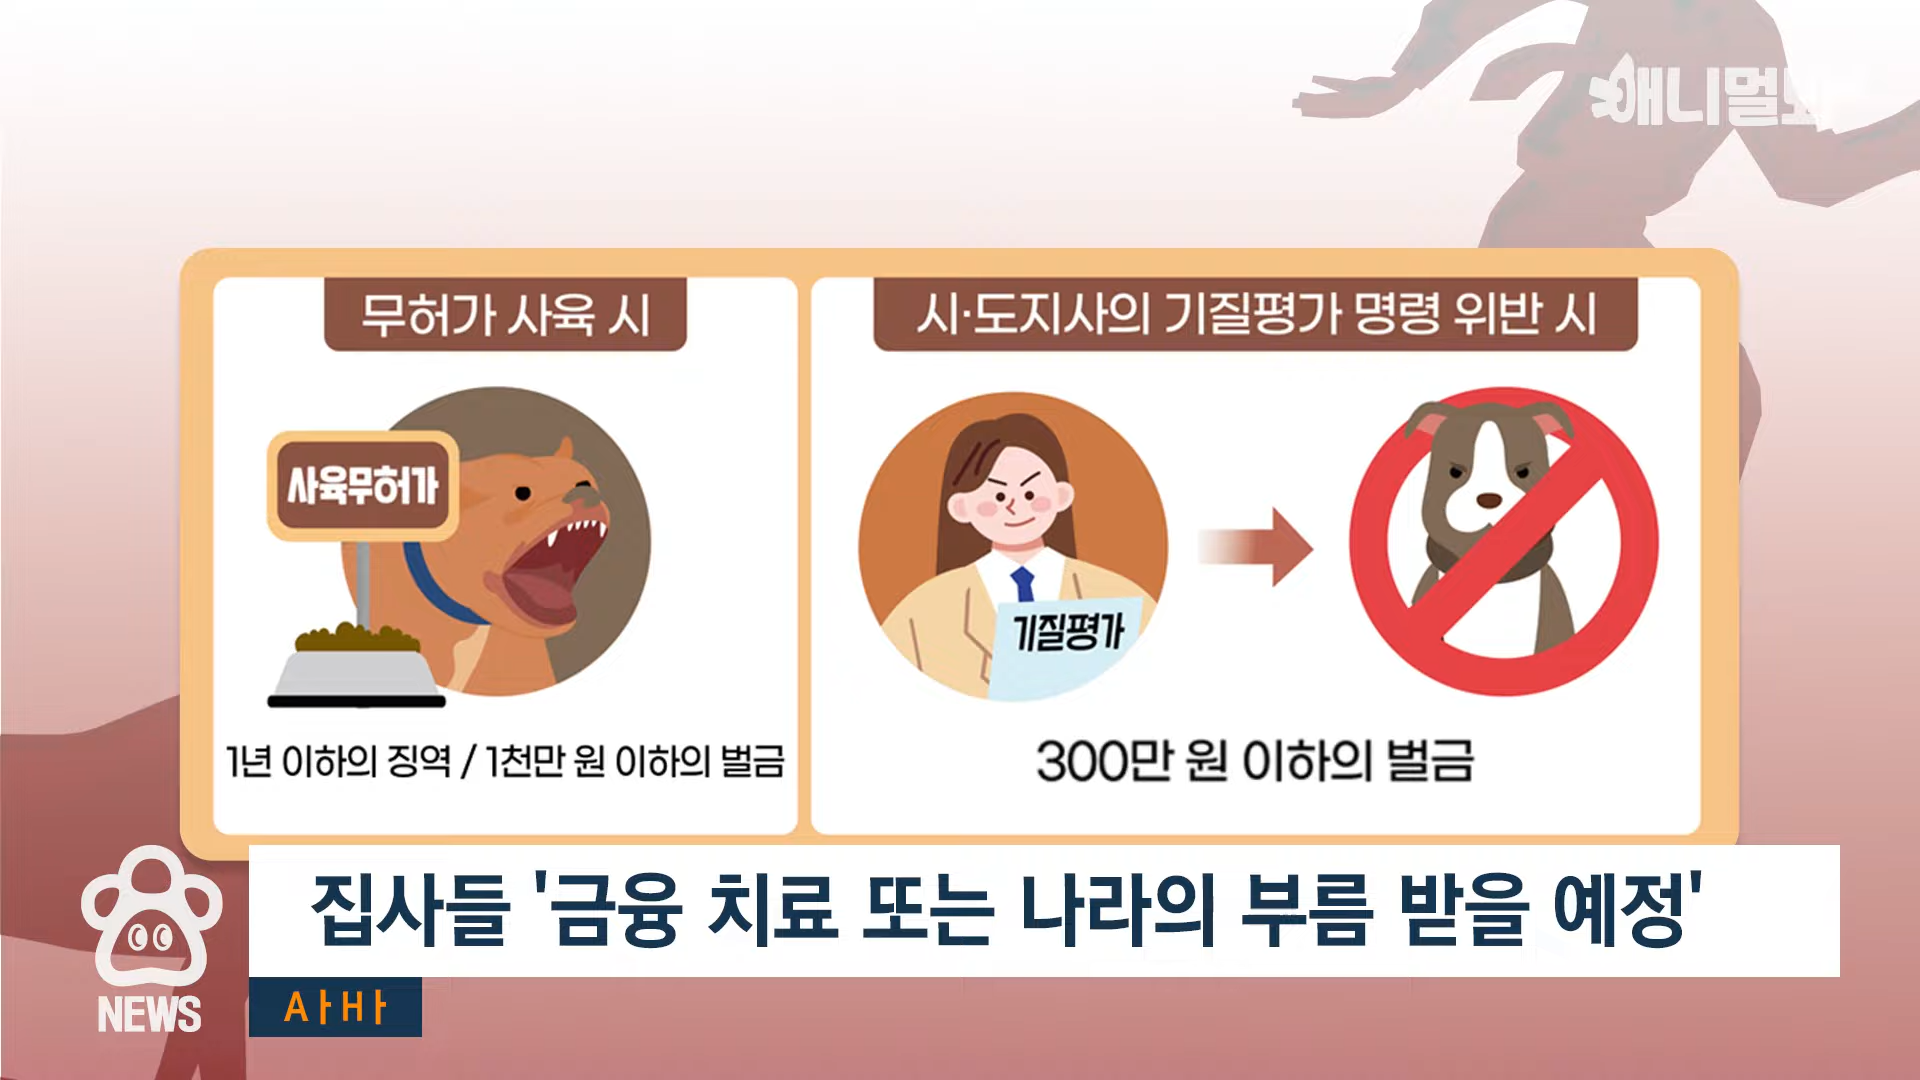 애니멀봐
무허가 사육 시
시·도지사의 기질평가 명령 위반 시
사육무허가
기질평가
1년 이하의 징역 / 1천만 원 이하의 벌금
300만 원 이하의 벌금
집사들 '금융 치료 또는 나라의 부름 받을 예정'
NEWS
사바